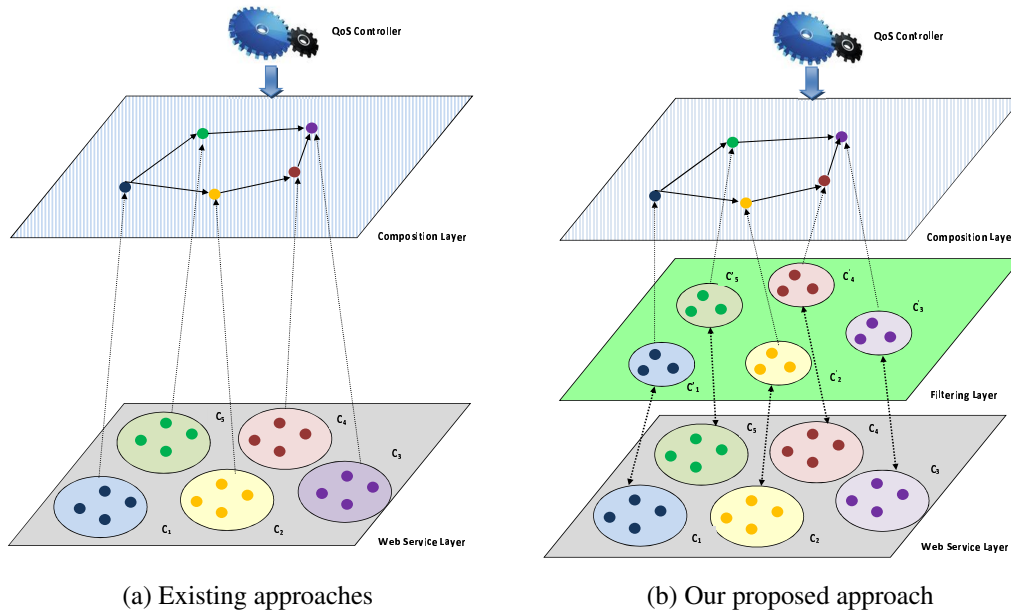 QoS Controller
Composition Layer
C5
C4
C3
C1
C2
Web Service Layer
(a) Existing approaches
QoS Controller
Composition Layer
C'5
C'4
C'3
C'1
C'2
Filtering Layer
C5
C4
C3
C1
C2
Web Service Layer
(b) Our proposed approach